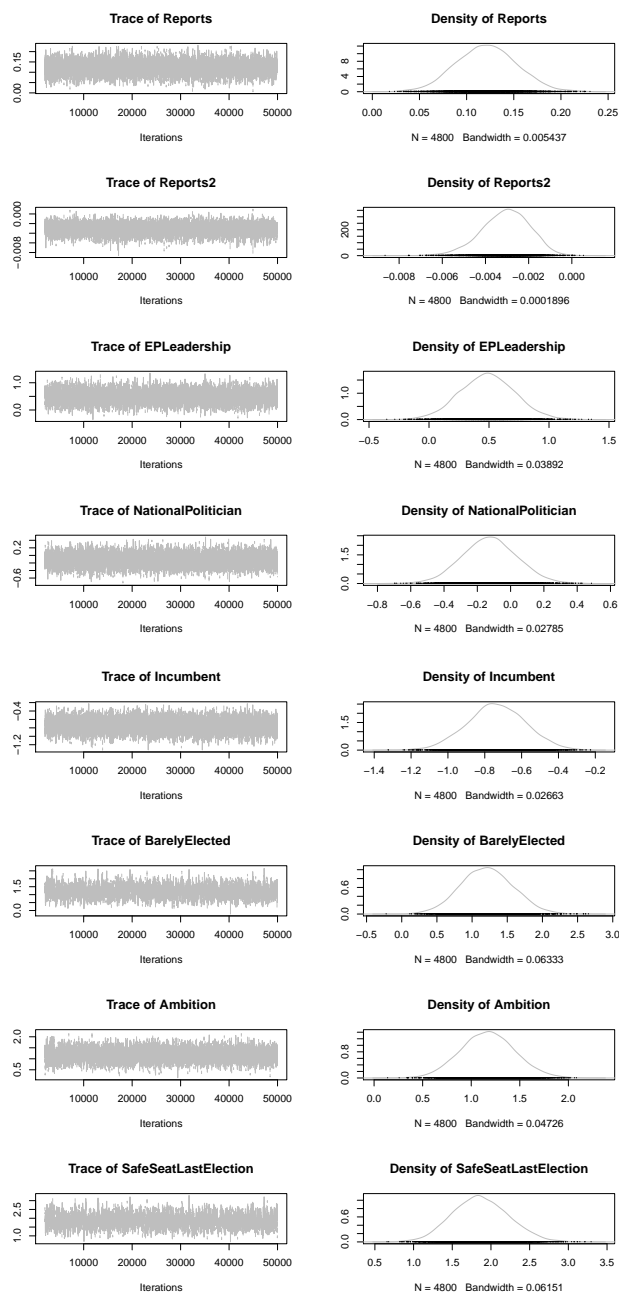 Trace of Reports
Density of Reports
0.00 0.15
10000 20000 30000 40000 50000
Iterations
0 4 8
0.00 0.05 0.10 0.15 0.20 0.25
N = 4800 Bandwidth = 0.005437
Trace of Reports2
Density of Reports2
−0.008 0.000
10000 20000 30000 40000 50000
Iterations
0 200
−0.008 −0.006 −0.004 −0.002 0.000
N = 4800 Bandwidth = 0.0001896
Trace of EPLeadership
Density of EPLeadership
0.0 1.0
10000 20000 30000 40000 50000
Iterations
0.0 1.0
−0.5 0.0 0.5 1.0 1.5
N = 4800 Bandwidth = 0.03892
Trace of NationalPolitician
Density of NationalPolitician
−0.6 0.2
10000 20000 30000 40000 50000
Iterations
0.0 1.5
−0.8 −0.6 −0.4 −0.2 0.0 0.2 0.4 0.6
N = 4800 Bandwidth = 0.02785
Trace of Incumbent
Density of Incumbent
−1.2 −0.4
10000 20000 30000 40000 50000
Iterations
0.0 1.5
−1.4 −1.2 −1.0 −0.8 −0.6 −0.4 −0.2
N = 4800 Bandwidth = 0.02663
Trace of BarelyElected
Density of BarelyElected
0.0 1.5
10000 20000 30000 40000 50000
Iterations
0.0 0.6
−0.5 0.0 0.5 1.0 1.5 2.0 2.5 3.0
N = 4800 Bandwidth = 0.06333
Trace of Ambition
Density of Ambition
0.5 2.0
10000 20000 30000 40000 50000
Iterations
0.0 0.8
0.0 0.5 1.0 1.5 2.0
N = 4800 Bandwidth = 0.04726
Trace of SafeSeatLastElection
Density of SafeSeatLastElection
1.0 2.5
10000 20000 30000 40000 50000
Iterations
0.0 0.6
0.5 1.0 1.5 2.0 2.5 3.0 3.5
N = 4800 Bandwidth = 0.06151